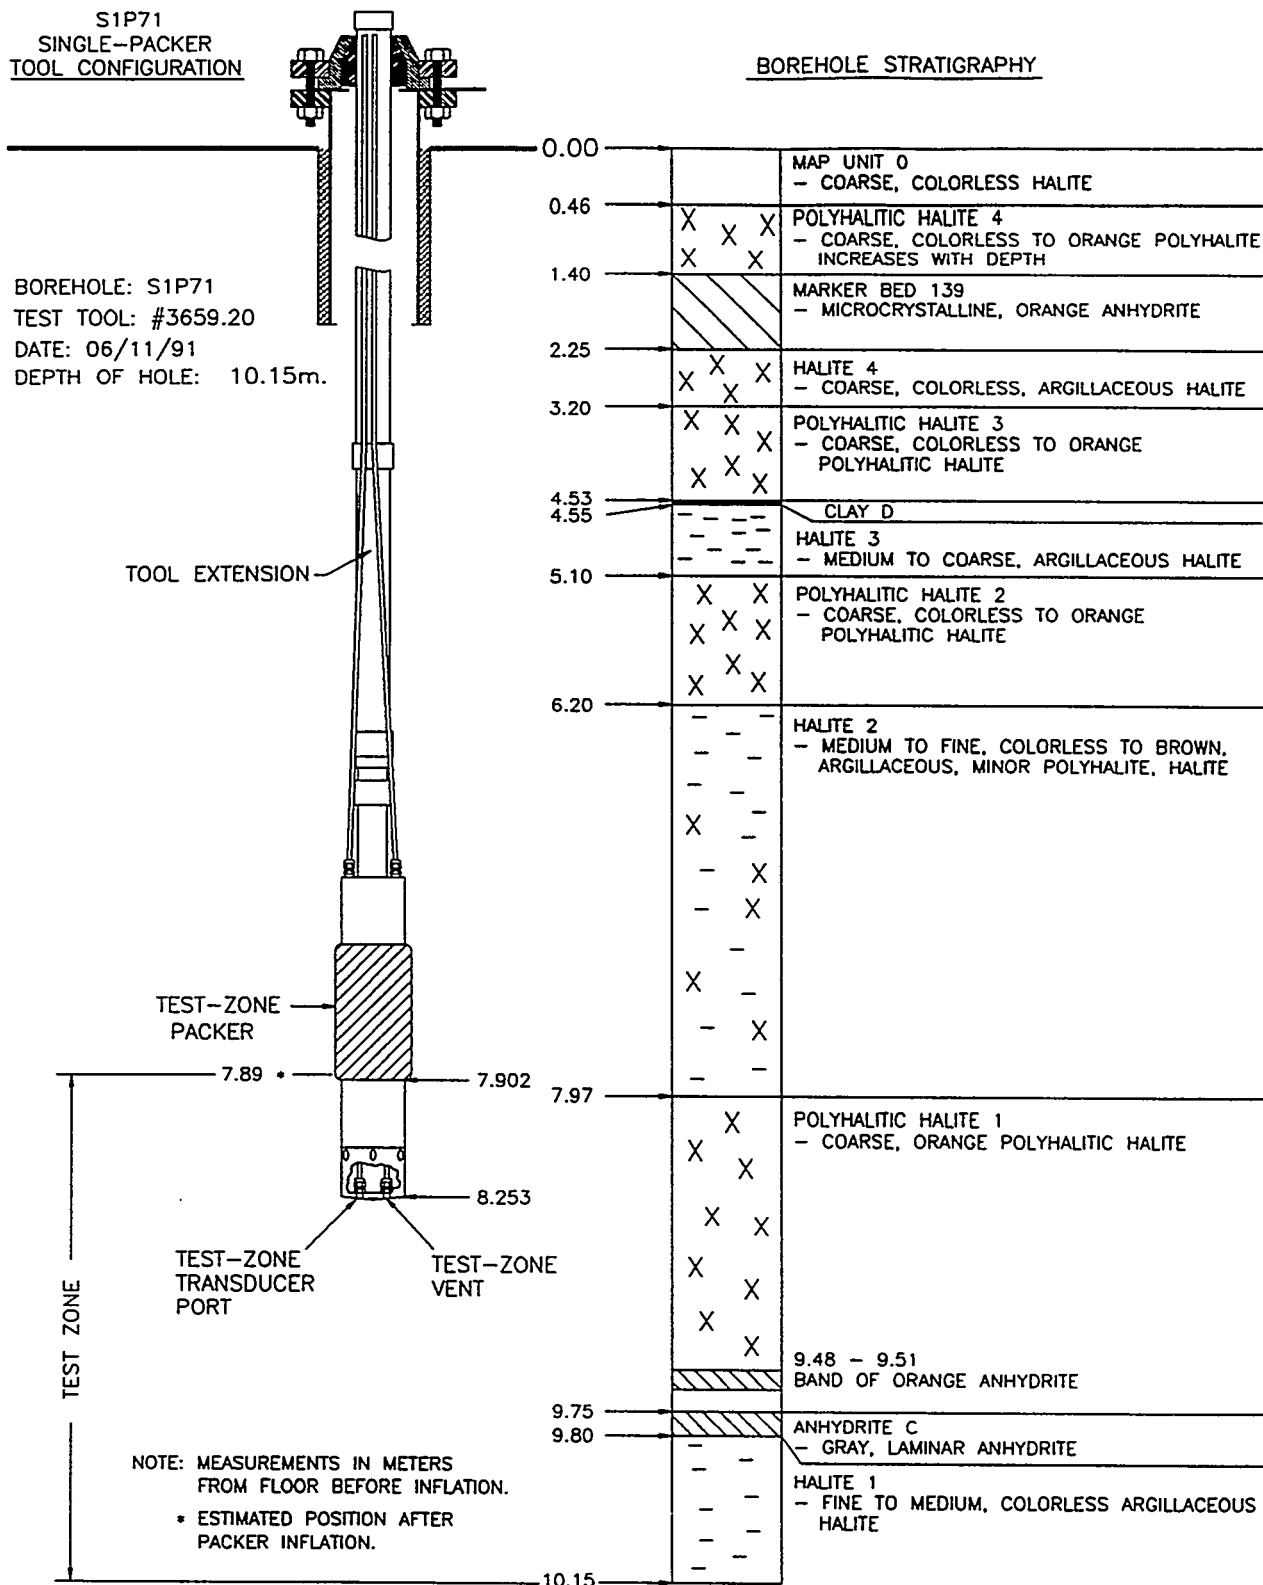 S1P71
SINGLE-PACKER
TOOL CONFIGURATION
BOREHOLE STRATIGRAPHY
BOREHOLE: S1P71
TEST TOOL: #3659.20
DATE: 06/11/91
DEPTH OF HOLE: 10.15m.
TOOL EXTENSION
TEST-ZONE
PACKER
7.89 *
7.902
8.253
TEST-ZONE
TRANSDUCER
PORT
TEST-ZONE
VENT
TEST ZONE
NOTE: MEASUREMENTS IN METERS
FROM FLOOR BEFORE INFLATION.
* ESTIMATED POSITION AFTER
PACKER INFLATION.
0.00
MAP UNIT 0
- COARSE, COLORLESS HALITE
0.46
POLYHALITIC HALITE 4
- COARSE, COLORLESS TO ORANGE POLYHALITE
INCREASES WITH DEPTH
1.40
MARKER BED 139
- MICROCRYSTALLINE, ORANGE ANHYDRITE
2.25
HALITE 4
- COARSE, COLORLESS, ARGILLACEOUS HALITE
3.20
POLYHALITIC HALITE 3
- COARSE, COLORLESS TO ORANGE
POLYHALITIC HALITE
4.53
4.55
CLAY D
HALITE 3
- MEDIUM TO COARSE, ARGILLACEOUS HALITE
5.10
POLYHALITIC HALITE 2
- COARSE, COLORLESS TO ORANGE
POLYHALITIC HALITE
6.20
HALITE 2
- MEDIUM TO FINE, COLORLESS TO BROWN,
ARGILLACEOUS, MINOR POLYHALITE, HALITE
7.97
POLYHALITIC HALITE 1
- COARSE, ORANGE POLYHALITIC HALITE
9.48 - 9.51
BAND OF ORANGE ANHYDRITE
9.75
ANHYDRITE C
- GRAY, LAMINAR ANHYDRITE
9.80
HALITE 1
- FINE TO MEDIUM, COLORLESS ARGILLACEOUS
HALITE
10.15